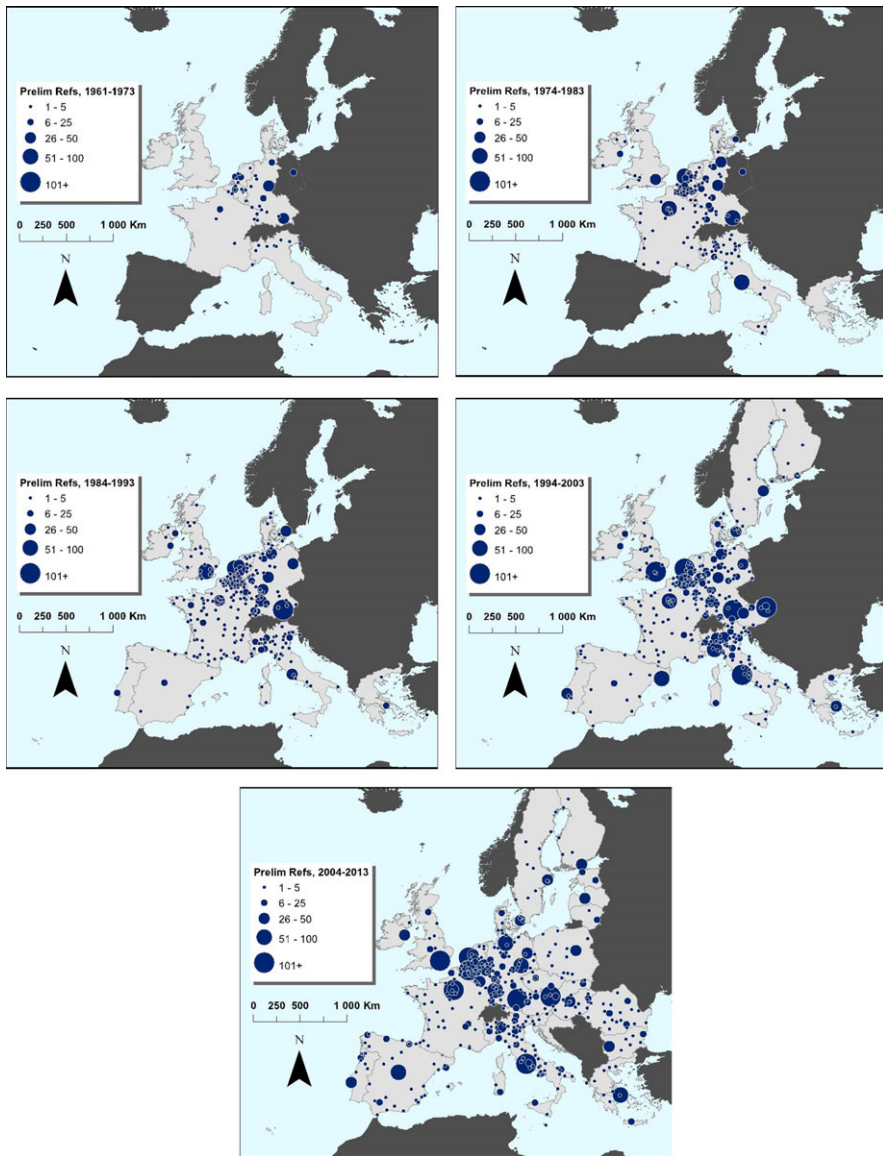 Prelim Refs, 1961-1973
1 - 5
6 - 25
26 - 50
51 - 100
101+
0 250 500 1 000 Km
N
Prelim Refs, 1974-1983
1 - 5
6 - 25
26 - 50
51 - 100
101+
0 250 500 1 000 Km
N
Prelim Refs, 1984-1993
1 - 5
6 - 25
26 - 50
51 - 100
101+
0 250 500 1 000 Km
N
Prelim Refs, 1994-2003
1 - 5
6 - 25
26 - 50
51 - 100
101+
0 250 500 1 000 Km
N
Prelim Refs, 2004-2013
1 - 5
6 - 25
26 - 50
51 - 100
101+
0 250 500 1 000 Km
N